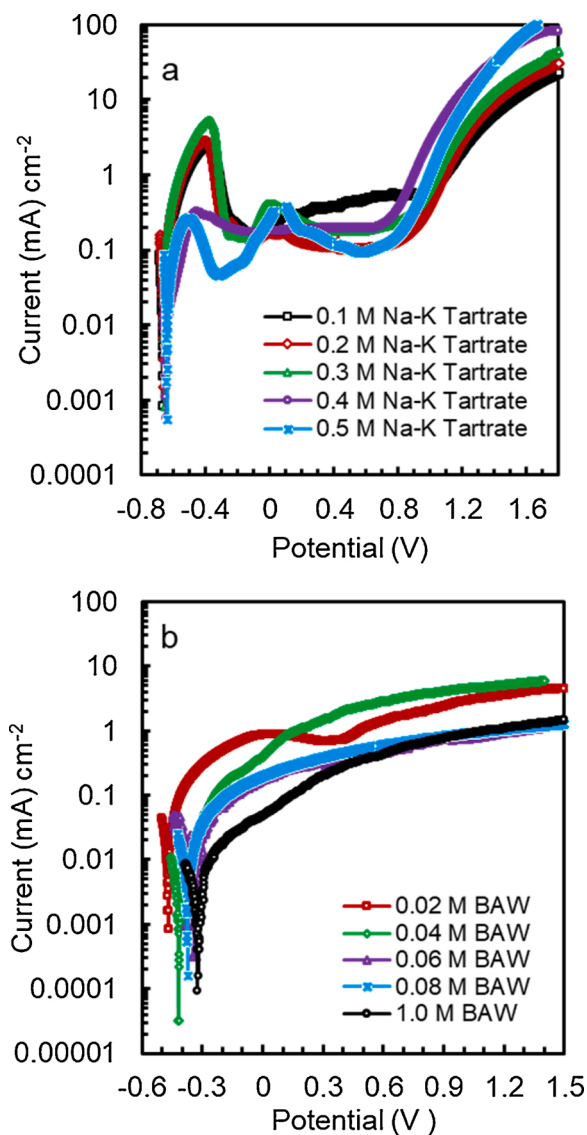 a
100
10
1
0.1
0.01
0.001
0.0001
Current (mA) cm-2
0.1 M Na-K Tartrate
0.2 M Na-K Tartrate
0.3 M Na-K Tartrate
0.4 M Na-K Tartrate
0.5 M Na-K Tartrate
-0.8 -0.4 0 0.4 0.8 1.2 1.6
Potential (V)
b
100
10
1
0.1
0.01
0.001
0.0001
0.00001
Current (mA) cm-2
0.02 M BAW
0.04 M BAW
0.06 M BAW
0.08 M BAW
1.0 M BAW
-0.6 -0.3 0 0.3 0.6 0.9 1.2 1.5
Potential (V )